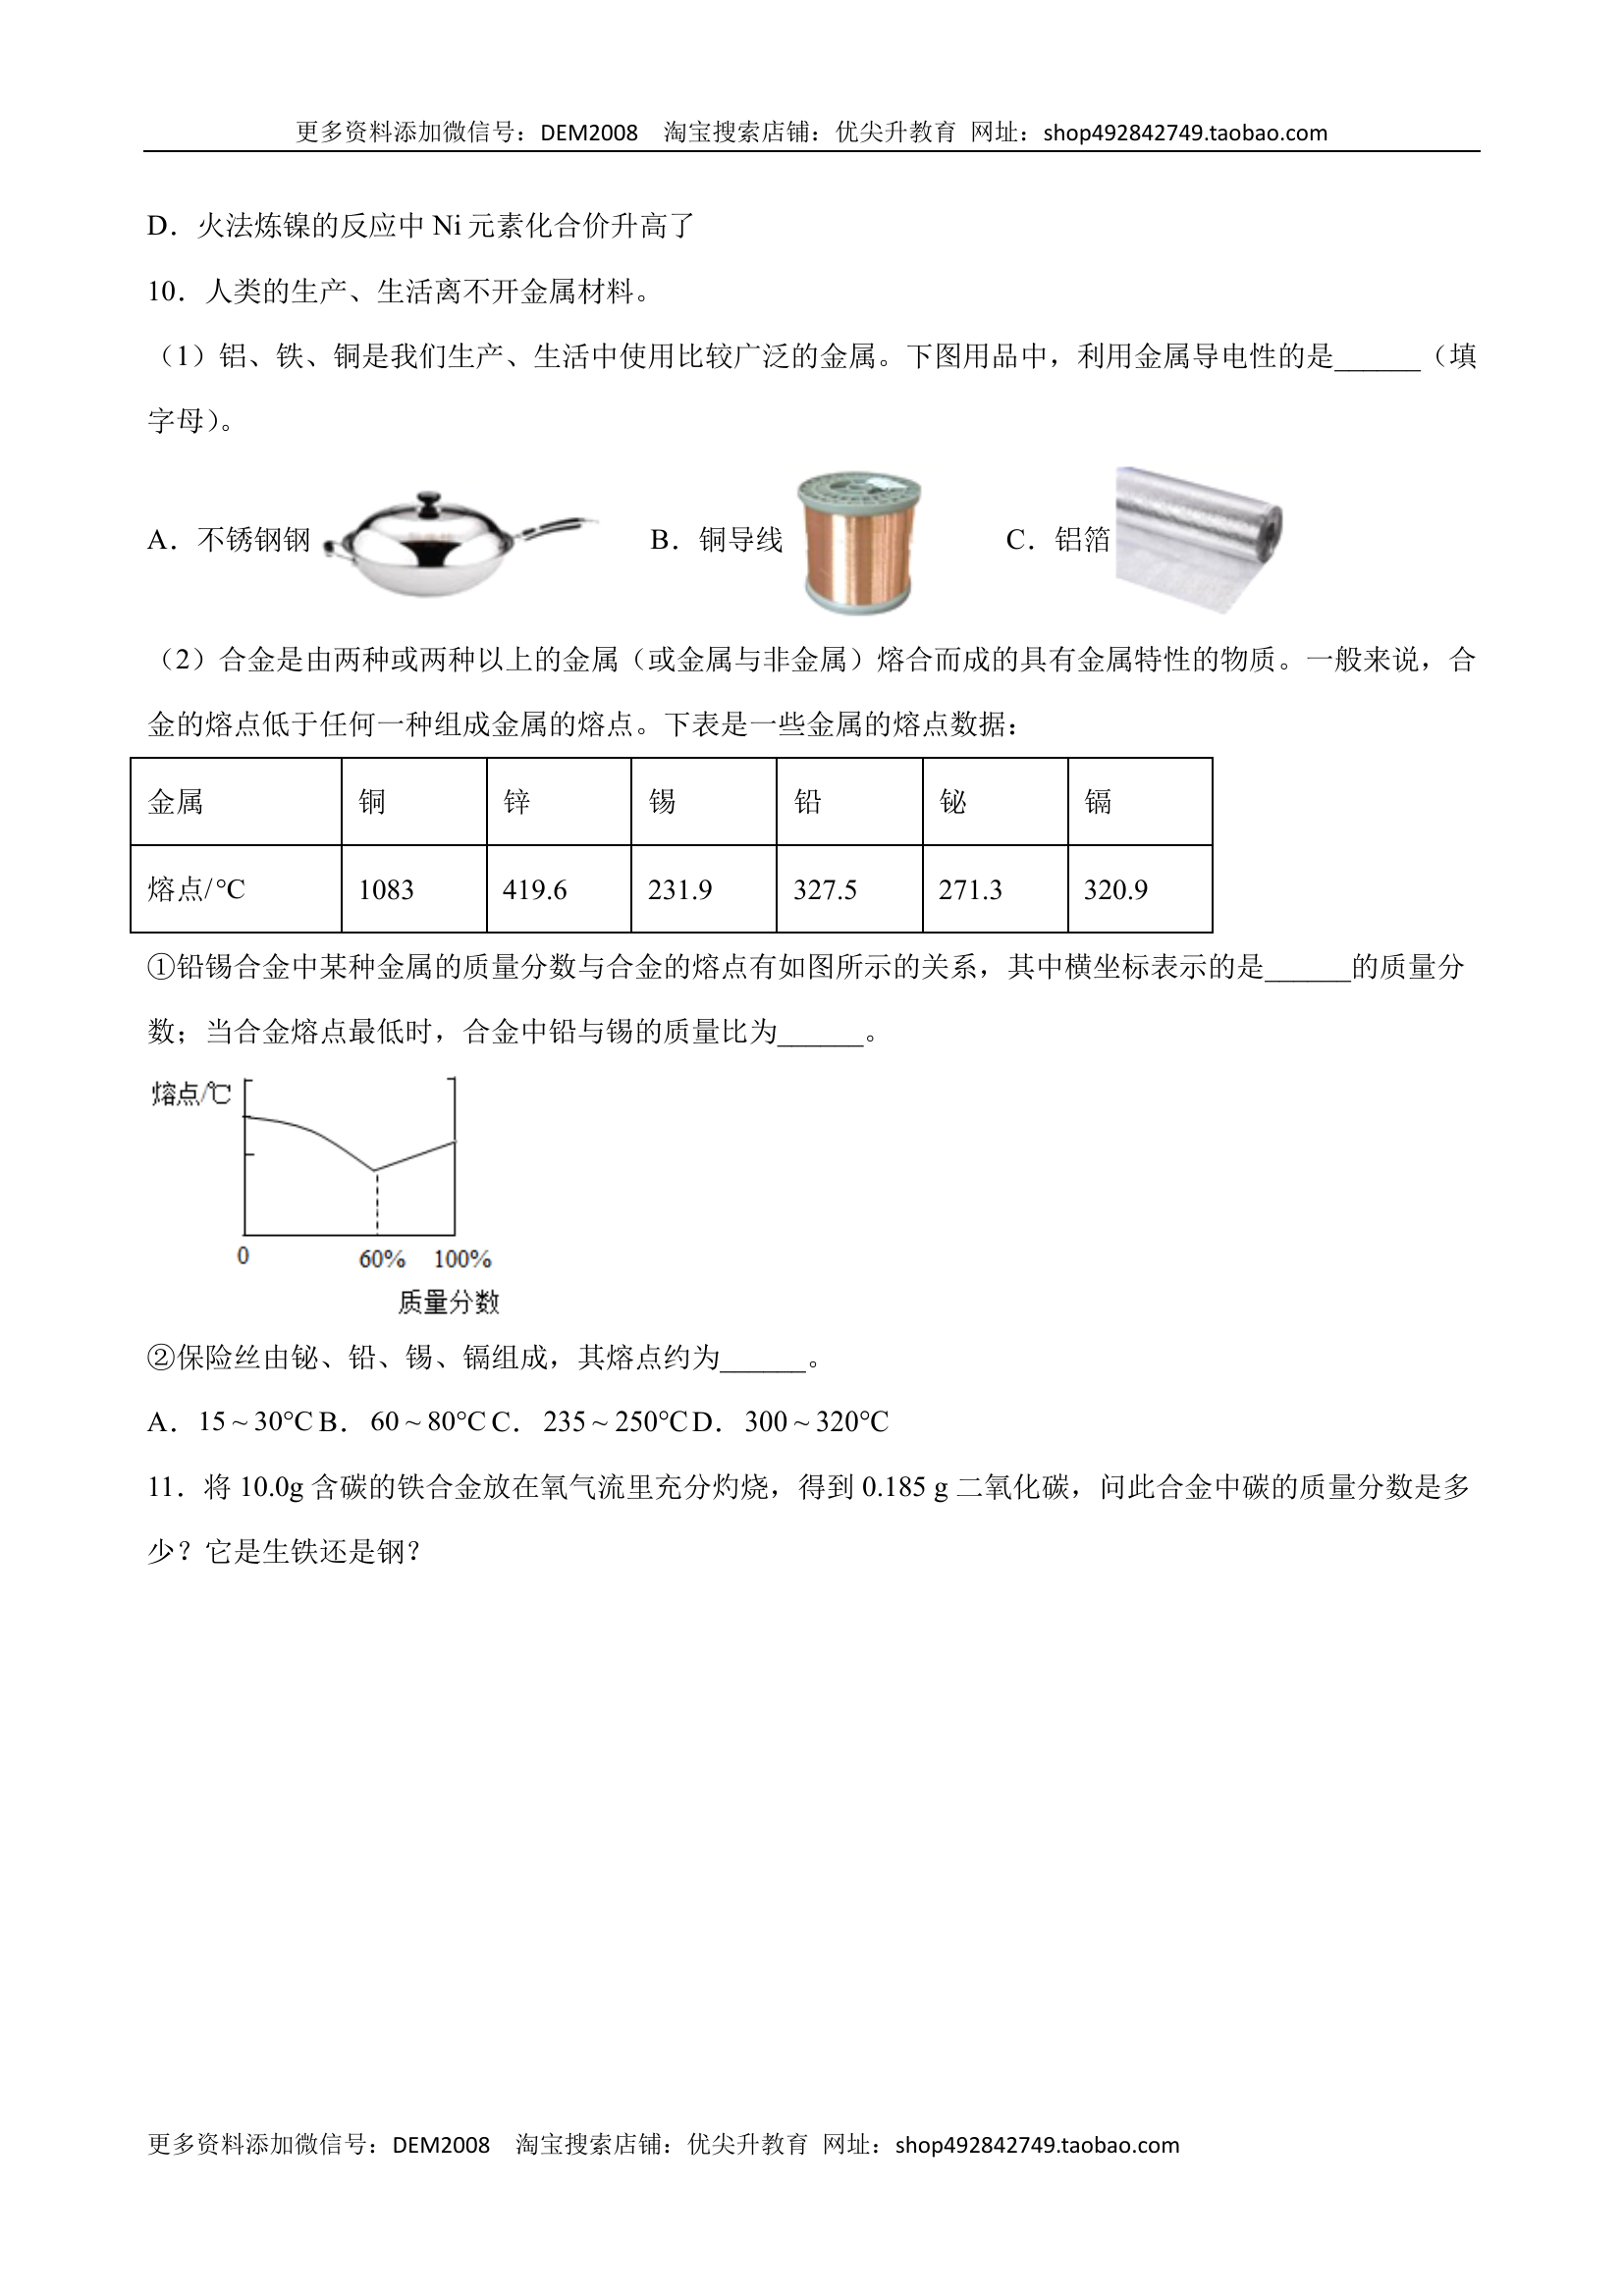 更多资料添加微信号：DEM2008 淘宝搜索店铺：优尖升教育 网址：shop492842749.taobao.com
D．火法炼镍的反应中 Ni 元素化合价升高了
10．人类的生产、生活离不开金属材料。
（1）铝、铁、铜是我们生产、生活中使用比较广泛的金属。下图用品中，利用金属导电性的是______（填
字母）。
A．不锈钢钢 B．铜导线 C．铝箔
（2）合金是由两种或两种以上的金属（或金属与非金属）熔合而成的具有金属特性的物质。一般来说，合
金的熔点低于任何一种组成金属的熔点。下表是一些金属的熔点数据：
金属 铜 锌 锡 铅 铋 镉
熔点/℃ 1083 419.6 231.9 327.5 271.3 320.9
①铅锡合金中某种金属的质量分数与合金的熔点有如图所示的关系，其中横坐标表示的是______的质量分
数；当合金熔点最低时，合金中铅与锡的质量比为______。
熔点/℃
0 60% 100%
质量分数
②保险丝由铋、铅、锡、镉组成，其熔点约为______。
A．15 ~ 30℃ B．60 ~ 80℃ C．235 ~ 250℃ D．300 ~ 320℃
11．将 10.0g 含碳的铁合金放在氧气流里充分灼烧，得到 0.185 g 二氧化碳，问此合金中碳的质量分数是多
少？它是生铁还是钢？
更多资料添加微信号：DEM2008 淘宝搜索店铺：优尖升教育 网址：shop492842749.taobao.com